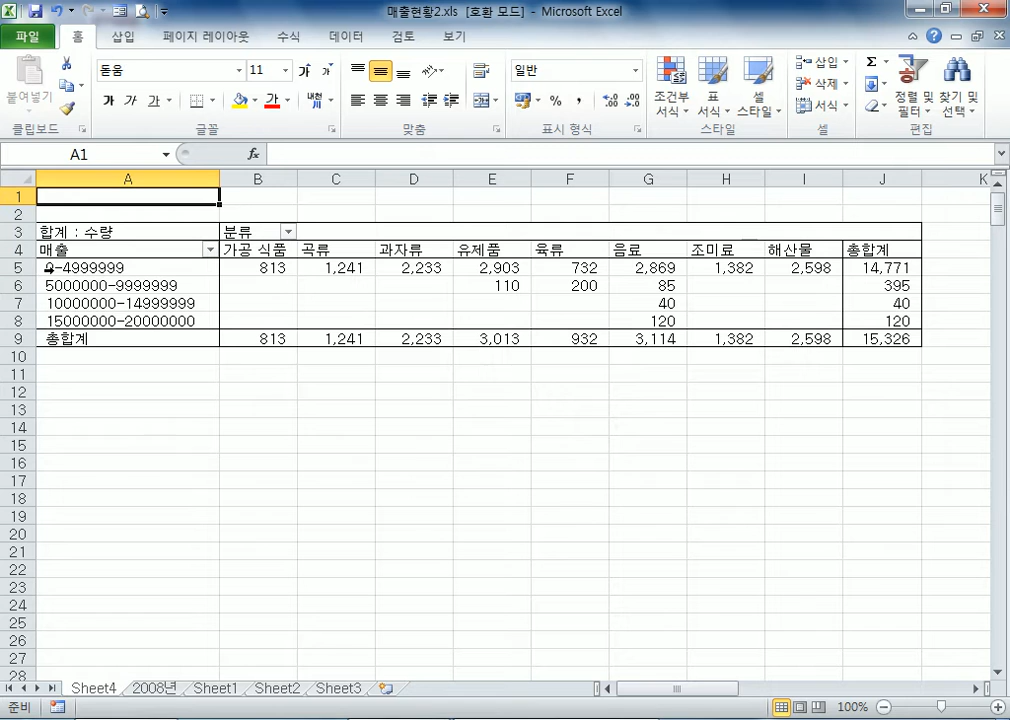 매출현황2.xls [호환 모드] - Microsoft Excel
파일 홈 삽입 페이지 레이아웃 수식 데이터 검토 보기
붙여넣기
돋움 11
가 가 가 가 가 내천
일반
% ,
조건부 서식
표 서식
셀 스타일
삽입
삭제
서식
Σ
정렬 및 필터
찾기 및 선택
클립보드 글꼴 맞춤 표시 형식 스타일 셀 편집
A1 fx
A B C D E F G H I J K
1
2
3 합계 : 수량 분류
4 매출 가공 식품 곡류 과자류 유제품 육류 음료 조미료 해산물 총합계
5 -4999999 813 1,241 2,233 2,903 732 2,869 1,382 2,598 14,771
6 5000000-9999999 110 200 85 395
7 10000000-14999999 40 40
8 15000000-20000000 120 120
9 총합계 813 1,241 2,233 3,013 932 3,114 1,382 2,598 15,326
10
11
12
13
14
15
16
17
18
19
20
21
22
23
24
25
26
27
28
Sheet4 2008년 Sheet1 Sheet2 Sheet3
준비 100%